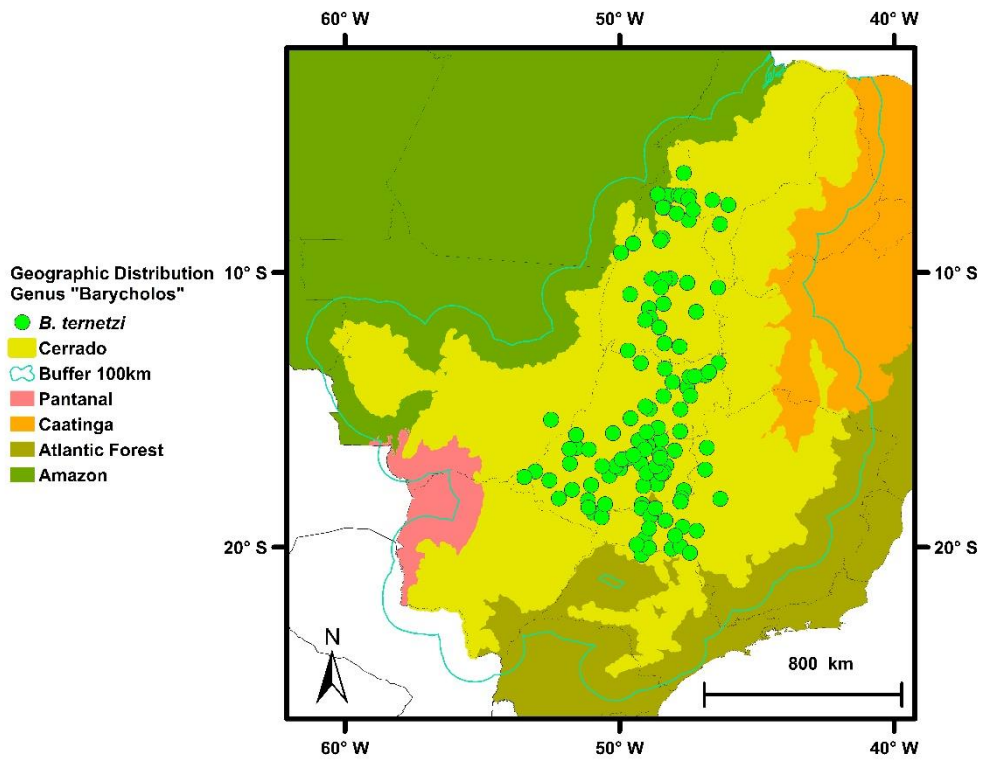 60° W 50° W 40° W
10° S 10° S
Geographic Distribution
Genus "Barycholos"
B. ternetzi
Cerrado
Buffer 100km
Pantanal
Caatinga
Atlantic Forest
Amazon
20° S 20° S
N
800 km
60° W 50° W 40° W